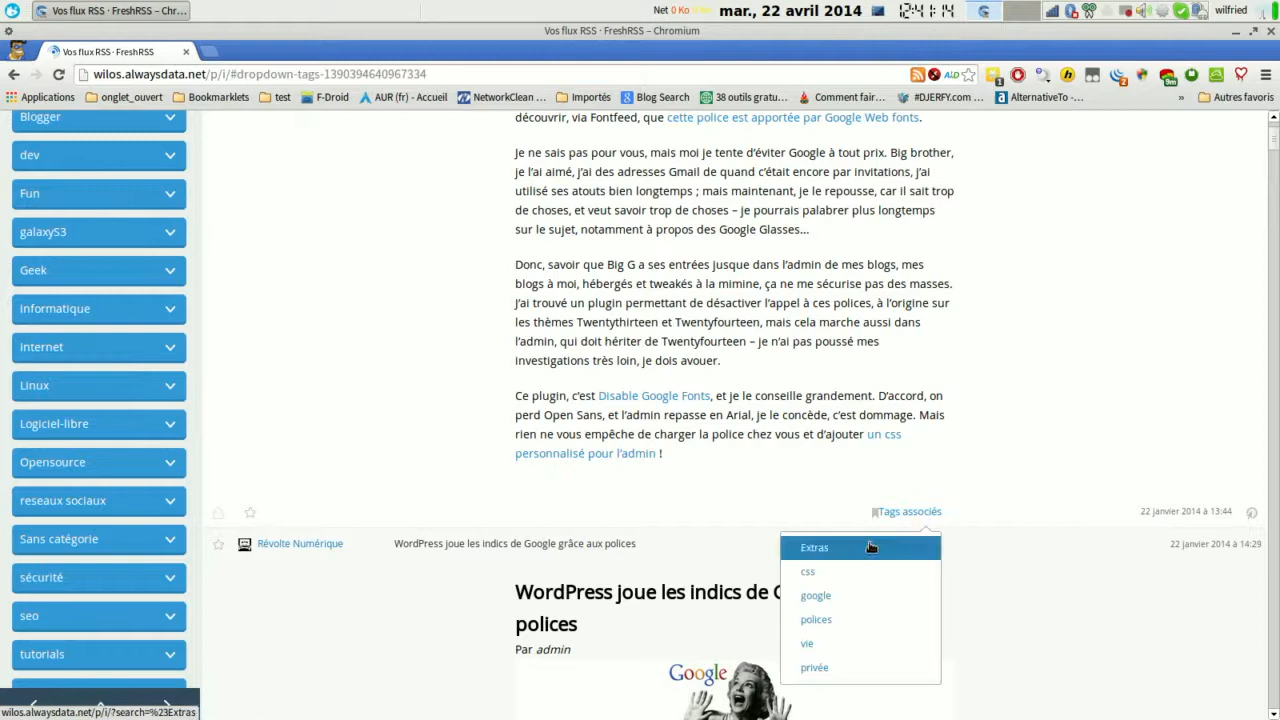 Vos flux RSS · FreshRSS – Chr...
Net 0 Ko
mar., 22 avril 2014
12:41:14
wilfried
Vos flux RSS · FreshRSS – Chromium
Vos flux RSS · FreshRSS
wilos.alwaysdata.net/p/i/#dropdown-tags-1390394640967334
Applications
onglet_ouvert
Bookmarklets
test
F-Droid
AUR (fr) - Accueil
NetworkClean ...
Importés
Blog Search
38 outils gratu...
Comment fair...
#DJERFY.com ...
AlternativeTo -...
»
Autres favoris
Blogger
dev
Fun
galaxyS3
Geek
informatique
Internet
Linux
Logiciel-libre
Opensource
reseaux sociaux
Sans catégorie
sécurité
seo
tutorials
wilos.alwaysdata.net/p/i/?search=%23Extras
découvrir, via Fontfeed, que cette police est apportée par Google Web fonts.
Je ne sais pas pour vous, mais moi je tente d'éviter Google à tout prix. Big brother,
je l'ai aimé, j'ai des adresses Gmail de quand c'était encore par invitations, j'ai
utilisé ses atouts bien longtemps ; mais maintenant, je le repousse, car il sait trop
de choses, et veut savoir trop de choses – je pourrais palabrer plus longtemps
sur le sujet, notamment à propos des Google Glasses...
Donc, savoir que Big G a ses entrées jusque dans l'admin de mes blogs, mes
blogs à moi, hébergés et tweakés à la mimine, ça ne me sécurise pas des masses.
J'ai trouvé un plugin permettant de désactiver l'appel à ces polices, à l'origine sur
les thèmes Twentythirteen et Twentyfourteen, mais cela marche aussi dans
l'admin, qui doit hériter de Twentyfourteen – je n'ai pas poussé mes
investigations très loin, je dois avouer.
Ce plugin, c'est Disable Google Fonts, et je le conseille grandement. D'accord, on
perd Open Sans, et l'admin repasse en Arial, je le concède, c'est dommage. Mais
rien ne vous empêche de charger la police chez vous et d'ajouter un css
personnalisé pour l'admin !
Tags associés
22 janvier 2014 à 13:44
Révolte Numérique
WordPress joue les indics de Google grâce aux polices
22 janvier 2014 à 14:29
Extras
css
google
polices
vie
privée
WordPress joue les indics de G
polices
Par admin
Google